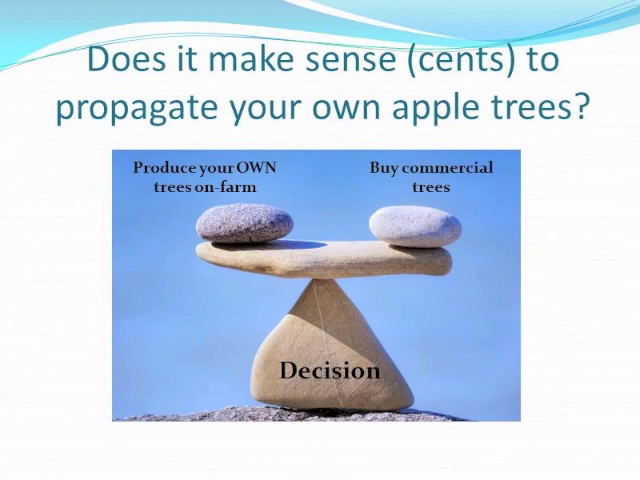 Does it make sense (cents) to
propagate your own apple trees?
Produce your OWN
trees on-farm
Buy commercial
trees
Decision